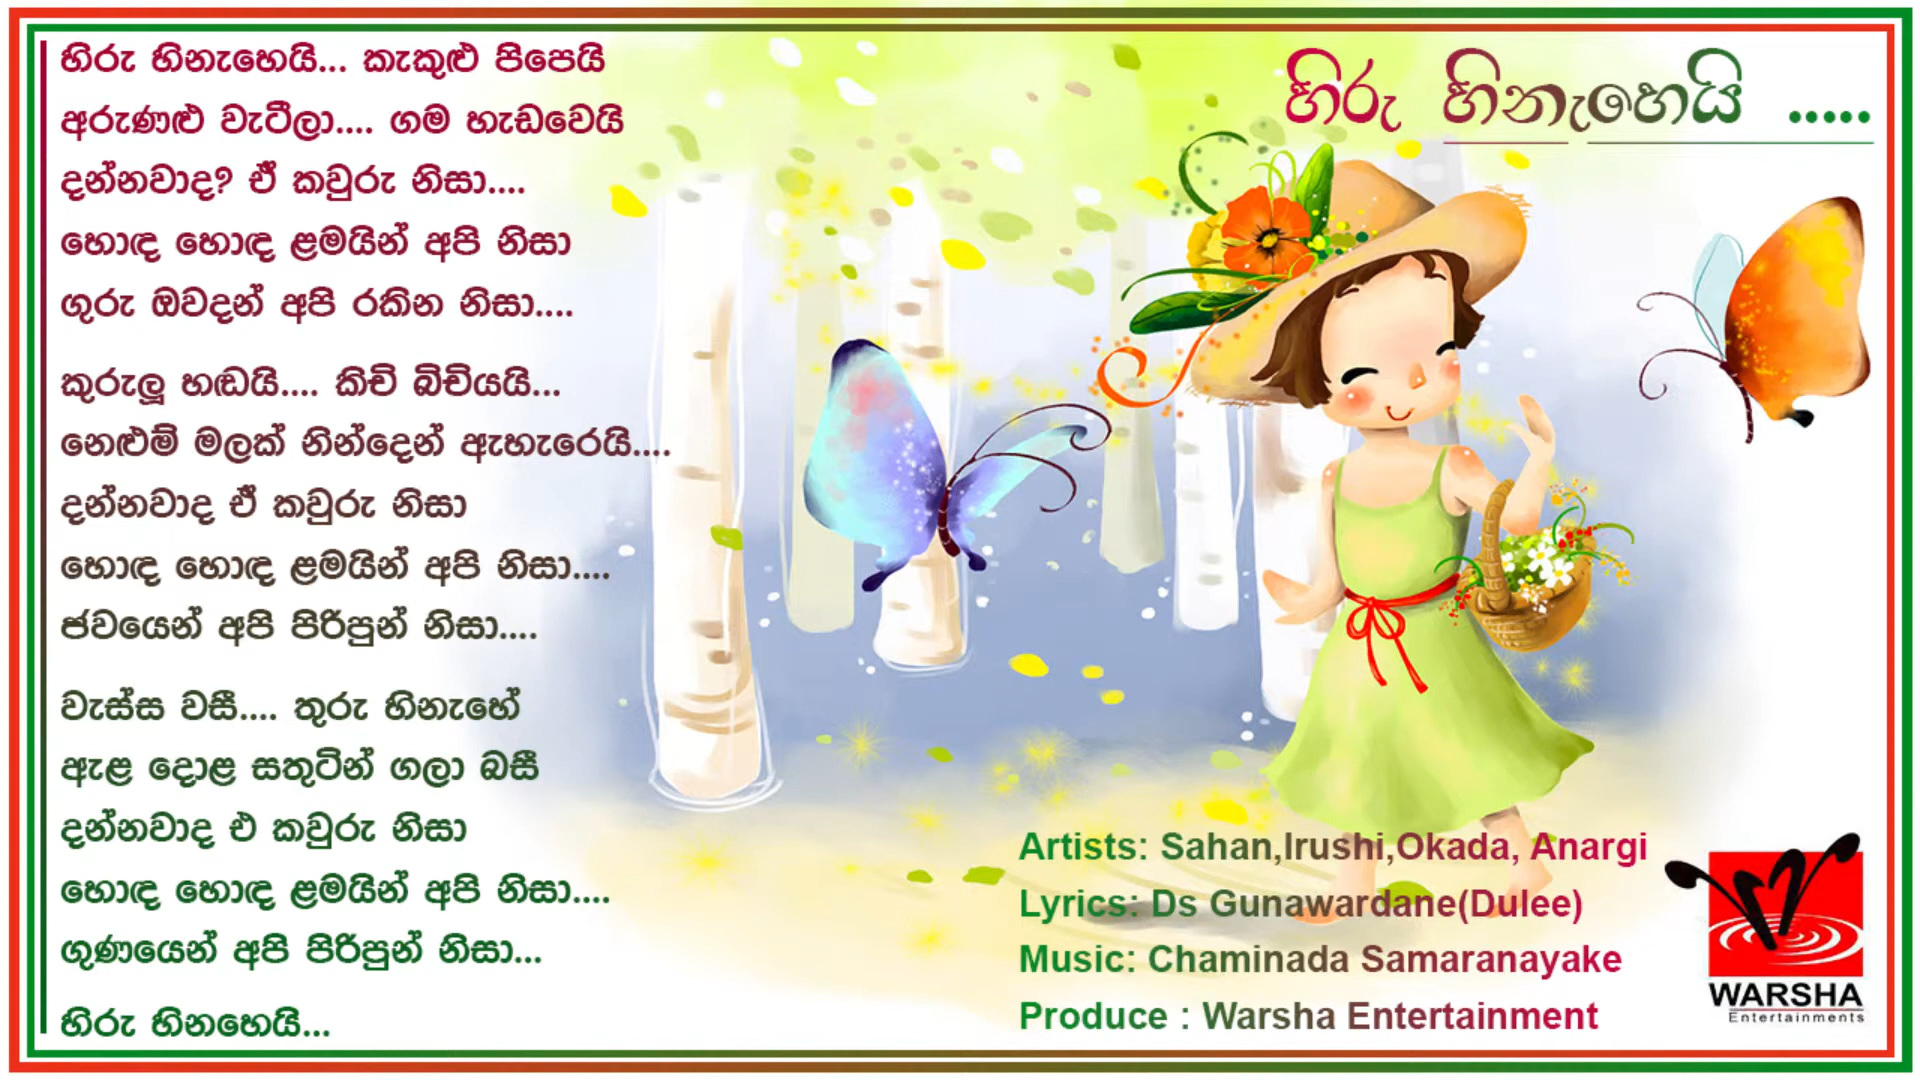 හිරු හිනැහෙයි... කැකුළු පිපෙයි
අරුණළු වැටීලා.... ගම හැඩවෙයි
දන්නවාද? ඒ කවුරු නිසා....
හොඳ හොඳ ළමයින් අපි නිසා
ගුරු ඔවදන් අපි රකින නිසා....
කුරුලූ හඬයි.... කිචි බිචියයි...
නෙළුම් මලක් නින්දෙන් ඇහැරෙයි....
දන්නවාද ඒ කවුරු නිසා
හොඳ හොඳ ළමයින් අපි නිසා....
ජවයෙන් අපි පිරිපුන් නිසා....
වැස්ස වසී.... තුරු හිනැහේ
ඇළ දොළ සතුටින් ගලා බසී
දන්නවාද එ කවුරු නිසා
හොඳ හොඳ ළමයින් අපි නිසා....
ගුණයෙන් අපි පිරිපුන් නිසා...
හිරු හිනහෙයි...
හිරු හිනැහෙයි .....
Artists: Sahan,Irushi,Okada, Anargi
Lyrics: Ds Gunawardane(Dulee)
Music: Chaminada Samaranayake
Produce : Warsha Entertainment
WARSHA
Entertainments